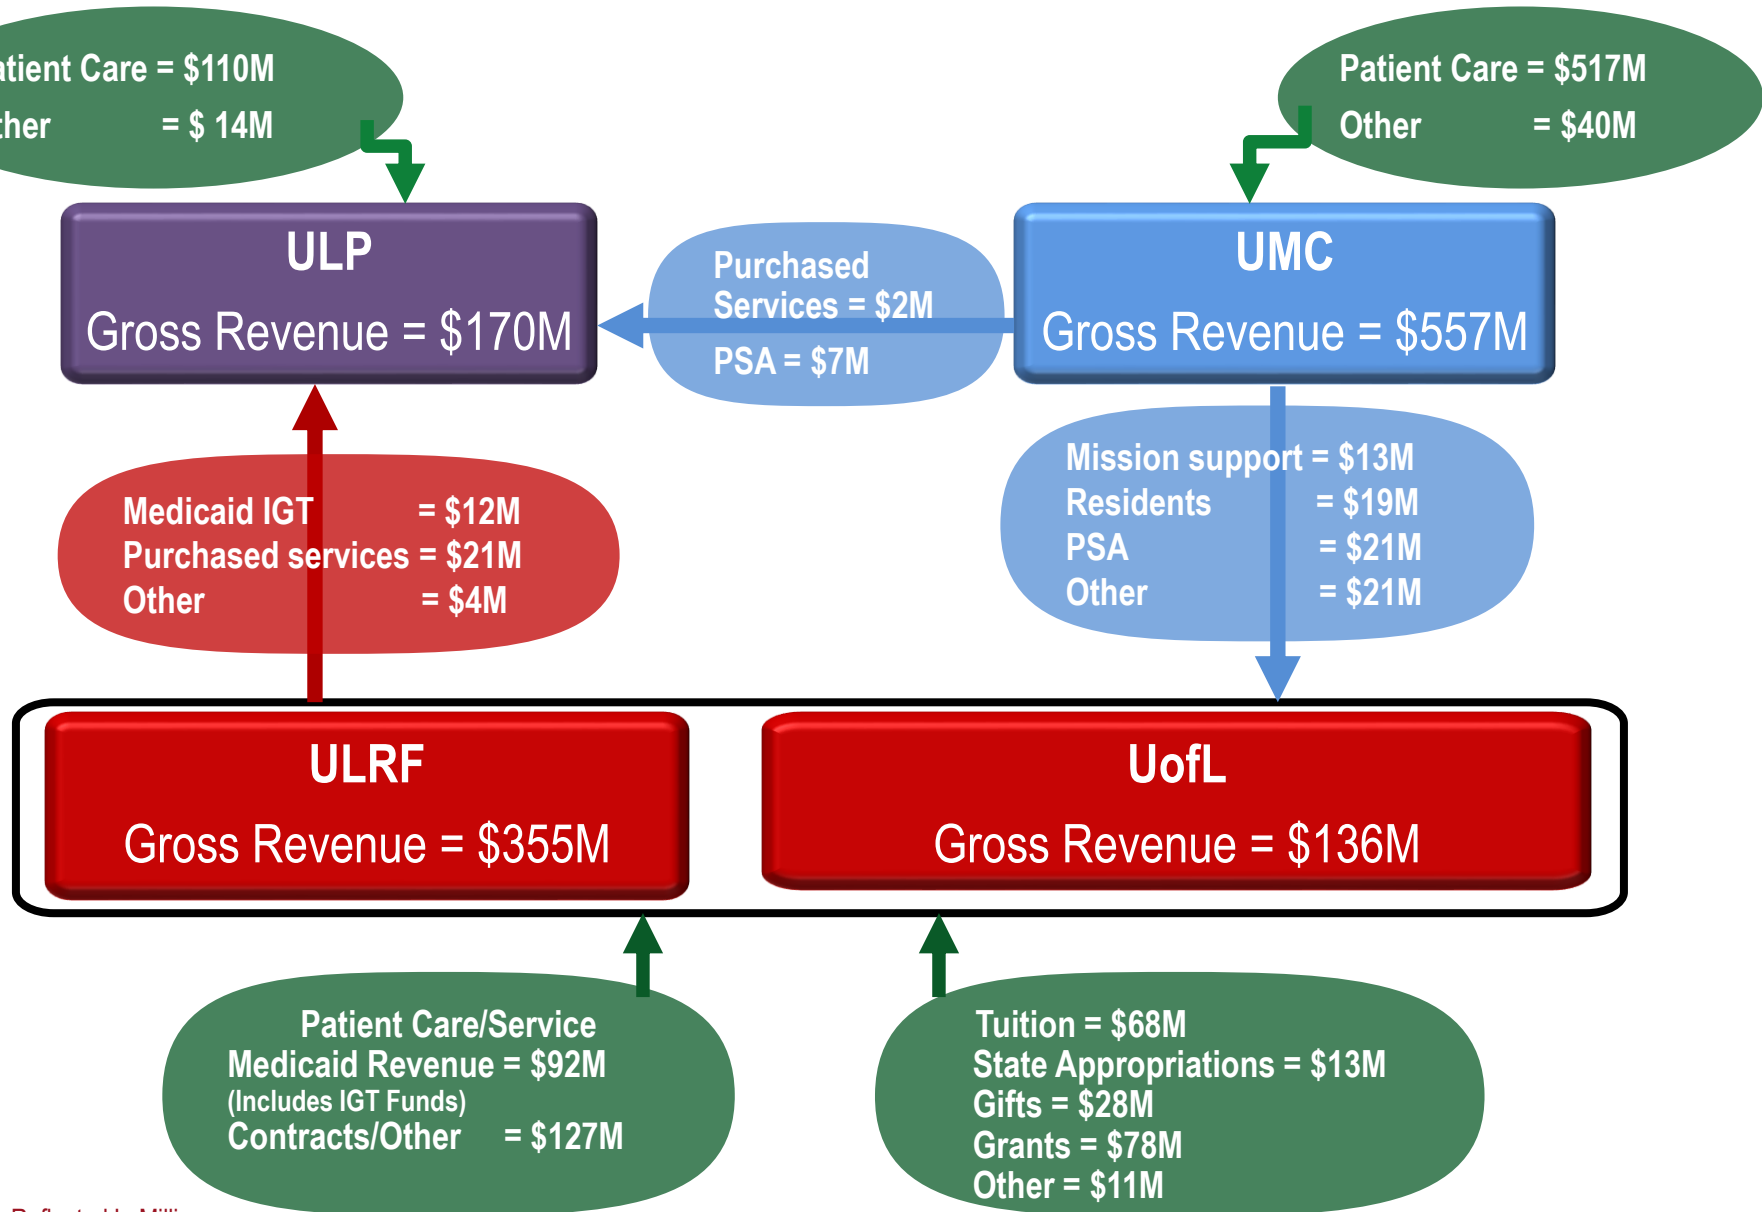 atient Care = $110M
ther = $ 14M
Patient Care = $517M
Other = $40M
ULP
Gross Revenue = $170M
Purchased
Services = $2M
PSA = $7M
UMC
Gross Revenue = $557M
Medicaid IGT = $12M
Purchased services = $21M
Other = $4M
Mission support = $13M
Residents = $19M
PSA = $21M
Other = $21M
ULRF
Gross Revenue = $355M
UofL
Gross Revenue = $136M
Patient Care/Service
Medicaid Revenue = $92M
(Includes IGT Funds)
Contracts/Other = $127M
Tuition = $68M
State Appropriations = $13M
Gifts = $28M
Grants = $78M
Other = $11M